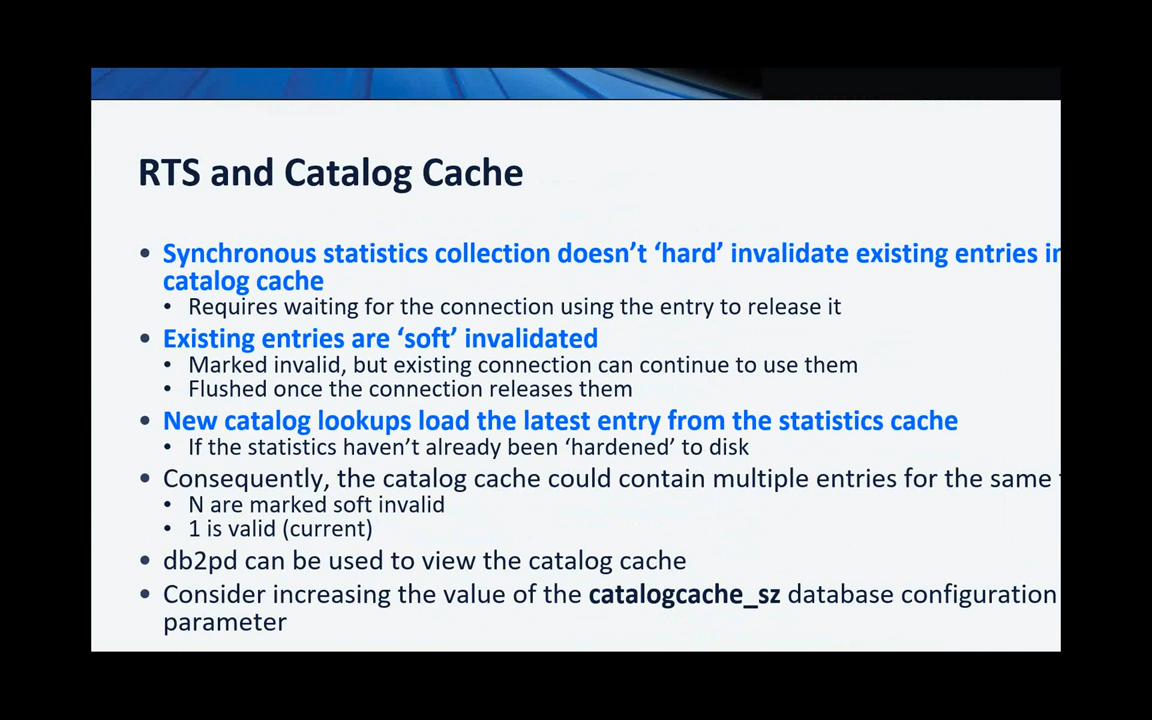 RTS and Catalog Cache
• Synchronous statistics collection doesn’t ‘hard’ invalidate existing entries in
catalog cache
• Requires waiting for the connection using the entry to release it
• Existing entries are ‘soft’ invalidated
• Marked invalid, but existing connection can continue to use them
• Flushed once the connection releases them
• New catalog lookups load the latest entry from the statistics cache
• If the statistics haven’t already been ‘hardened’ to disk
• Consequently, the catalog cache could contain multiple entries for the same
• N are marked soft invalid
• 1 is valid (current)
• db2pd can be used to view the catalog cache
• Consider increasing the value of the catalogcache_sz database configuration
parameter